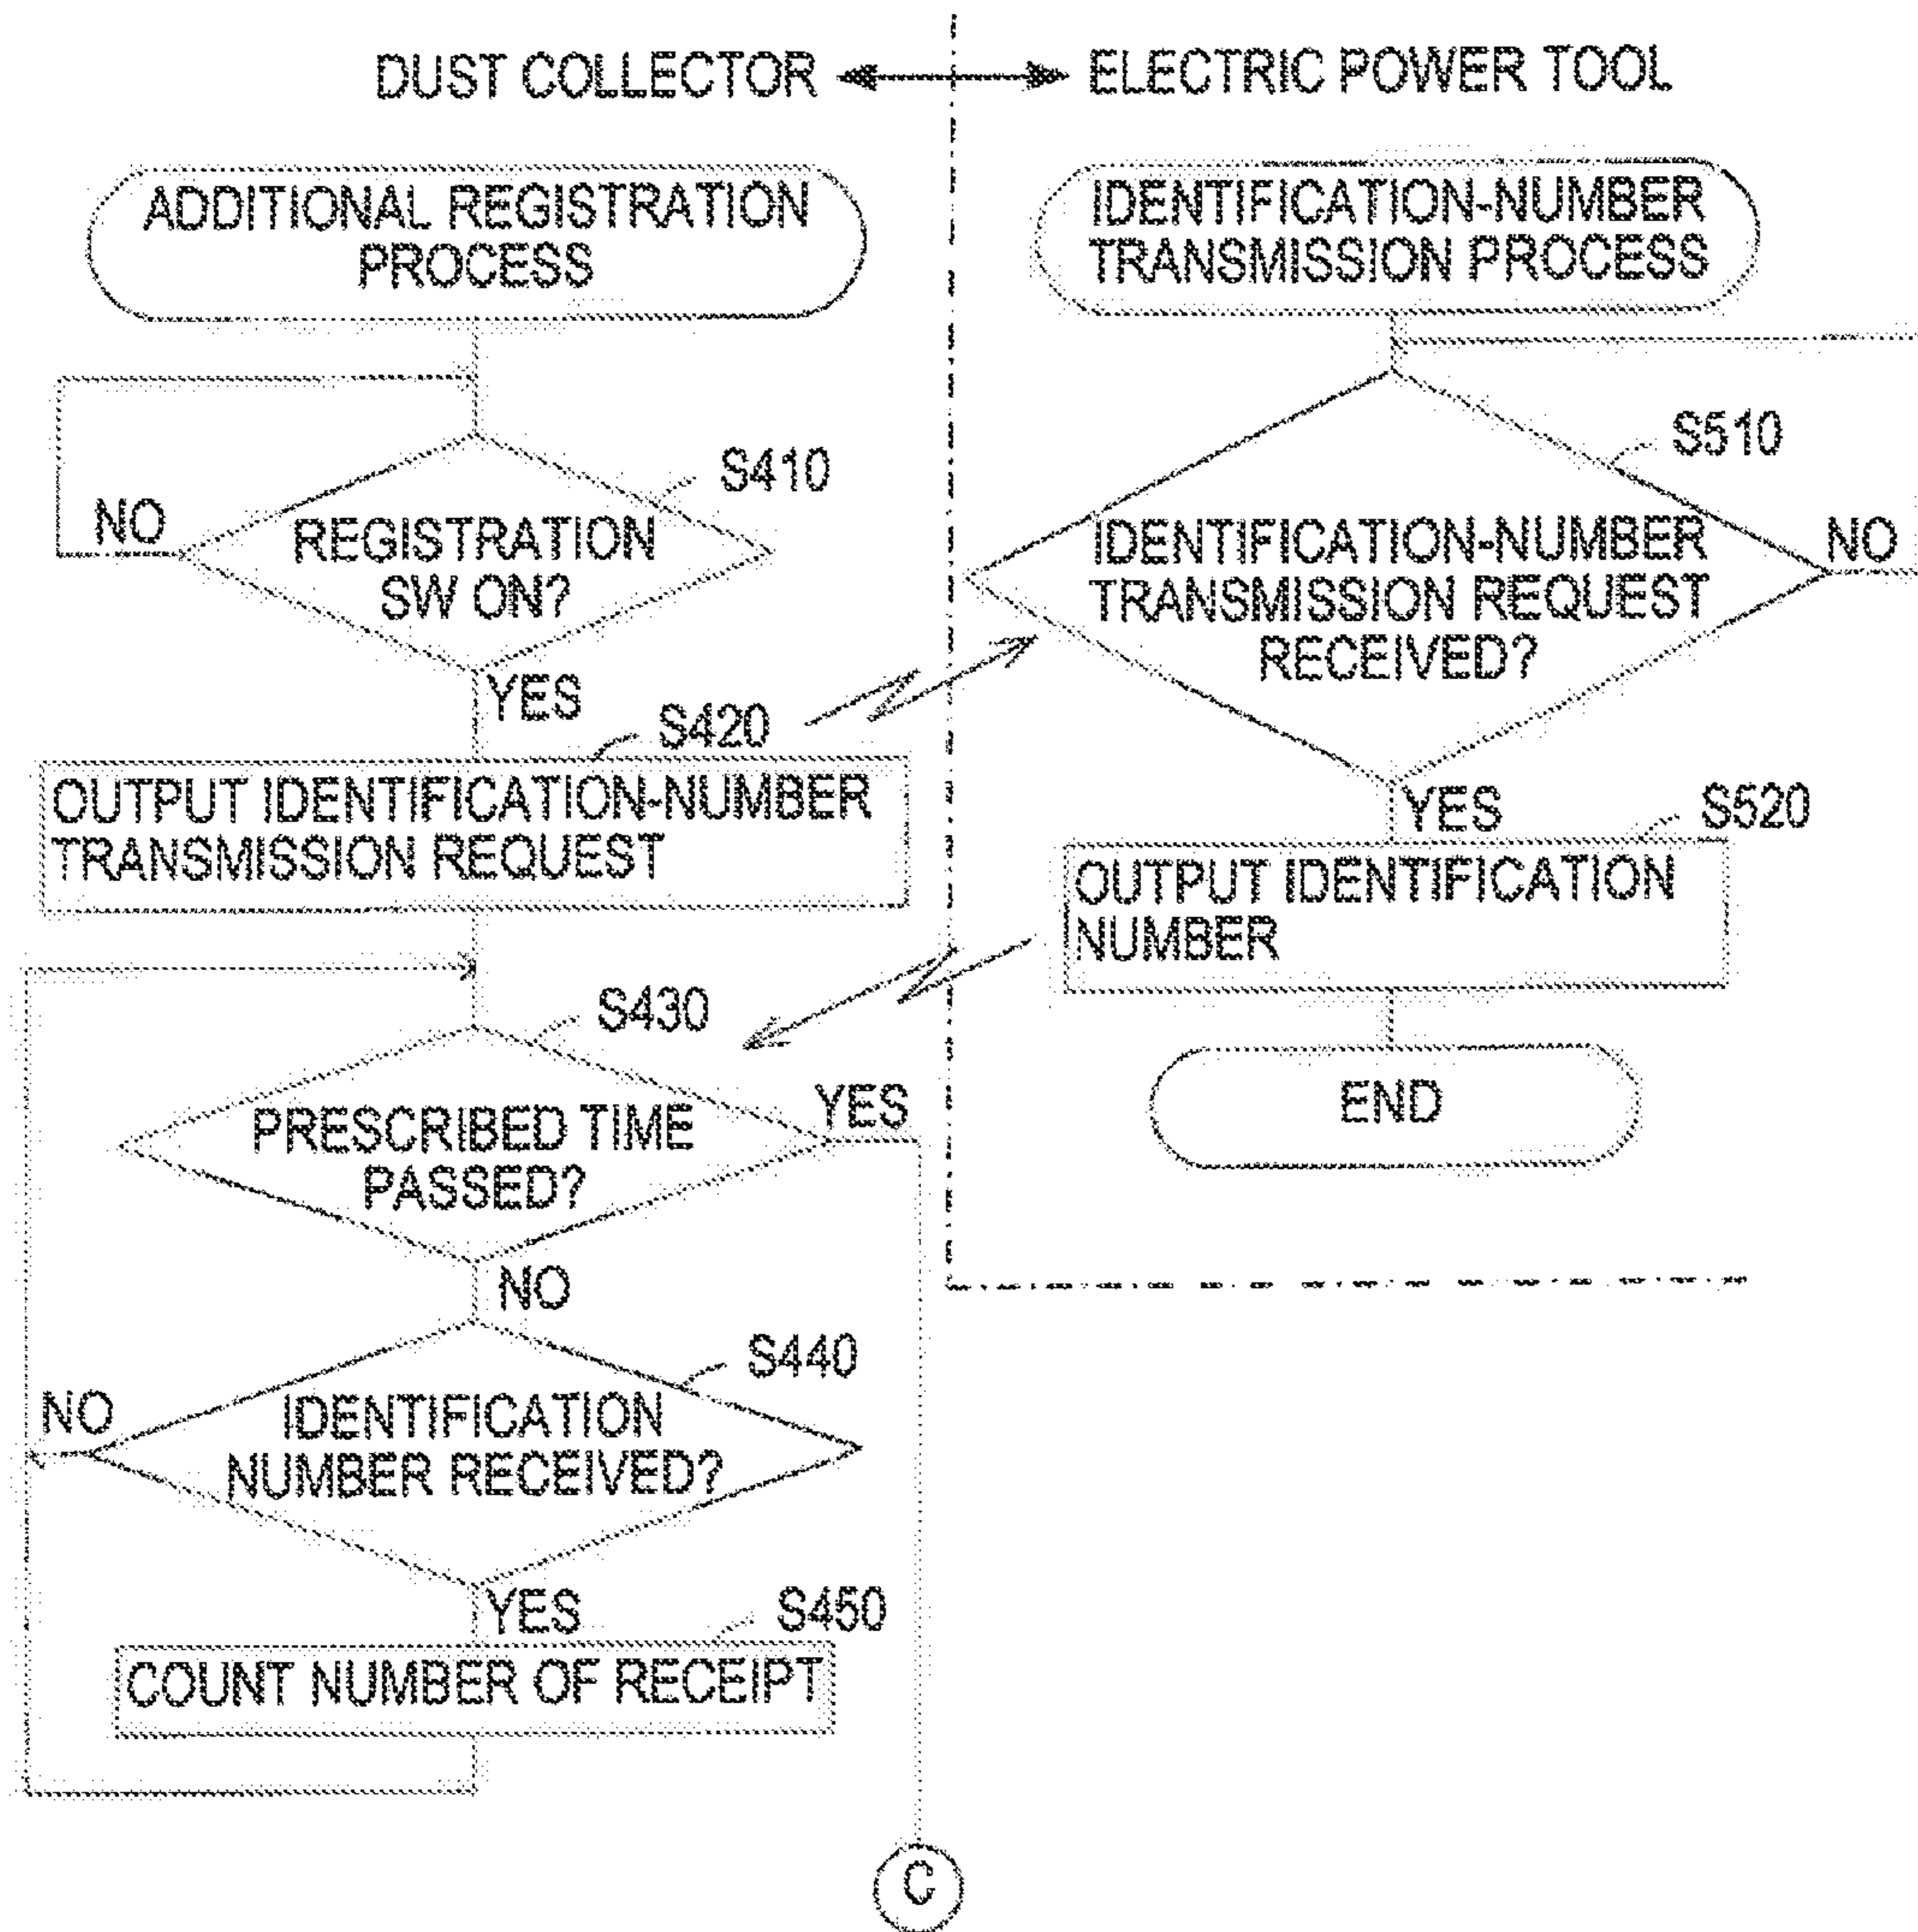 DUST COLLECTOR
ELECTRIC POWER TOOL
ADDITIONAL REGISTRATION
PROCESS
S410
NO
REGISTRATION
SW ON?
YES
S420
OUTPUT IDENTIFICATION-NUMBER
TRANSMISSION REQUEST
S430
PRESCRIBED TIME
PASSED?
YES
NO
S440
NO
IDENTIFICATION
NUMBER RECEIVED?
YES
S450
COUNT NUMBER OF RECEIPT
C
IDENTIFICATION-NUMBER
TRANSMISSION PROCESS
S510
IDENTIFICATION-NUMBER
TRANSMISSION REQUEST
RECEIVED?
NO
YES
S520
OUTPUT IDENTIFICATION
NUMBER
END